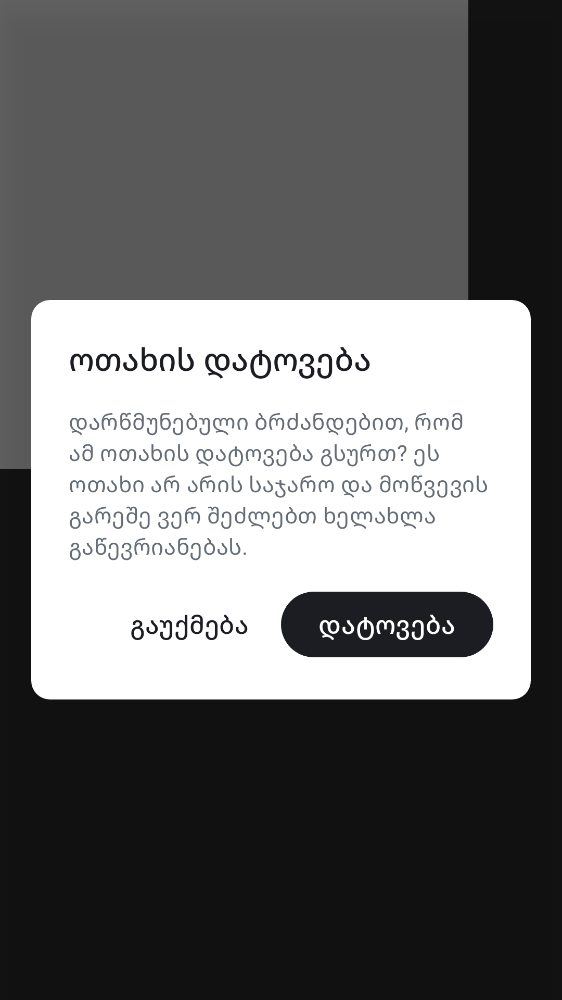 ოთახის დატოვება
დარწმუნებული ბრძანდებით, რომ
ამ ოთახის დატოვება გსურთ? ეს
ოთახი არ არის საჯარო და მოწვევის
გარეშე ვერ შეძლებთ ხელახლა
გაწევრიანებას.
გაუქმება
დატოვება